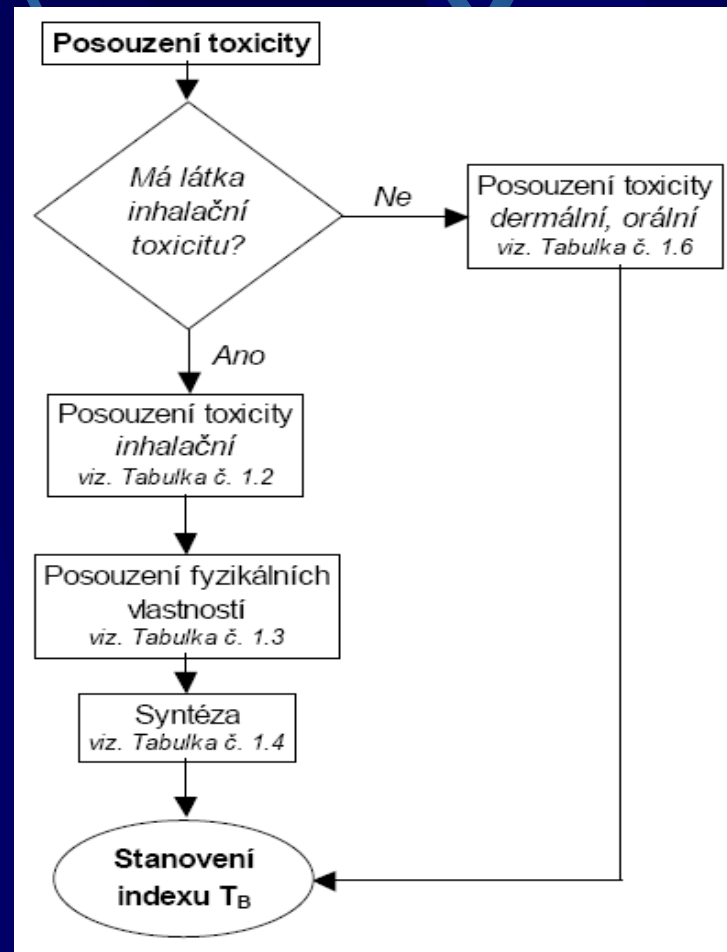 Posouzení toxicity
Má látka
inhalační
toxicitu?
Ne
Posouzení toxicity
dermální, orální
viz. Tabulka č. 1.6
Ano
Posouzení toxicity
inhalační
viz. Tabulka č. 1.2
Posouzení fyzikálních
vlastností
viz. Tabulka č. 1.3
Syntéza
viz. Tabulka č. 1.4
Stanovení
indexu TB